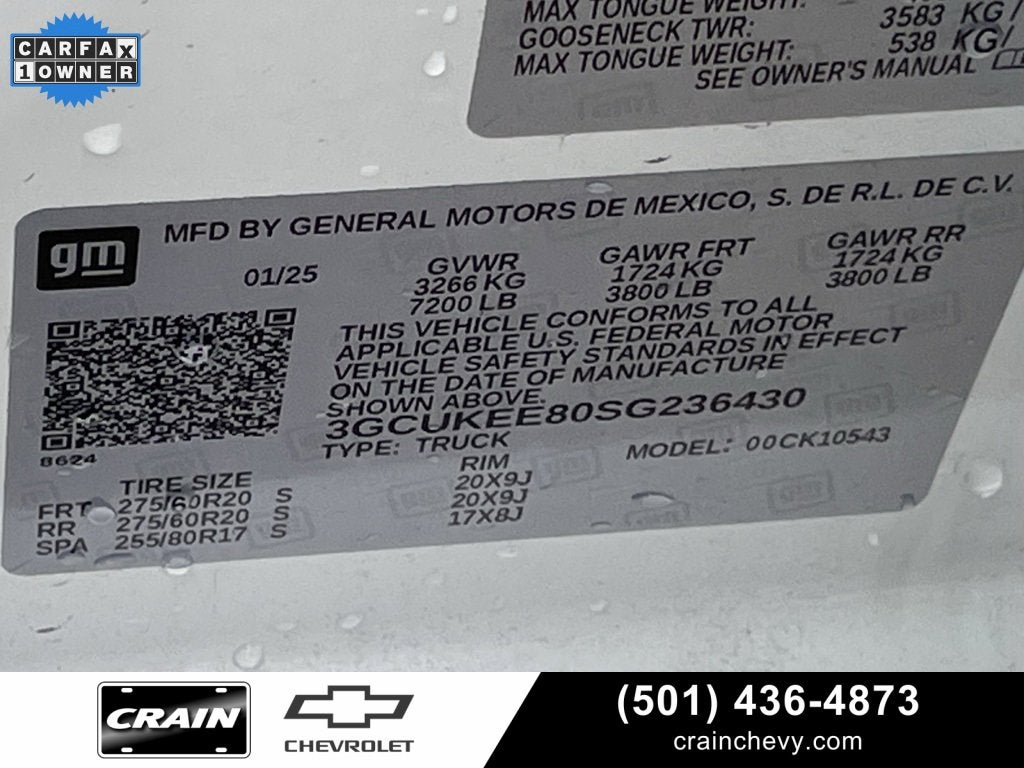 CARFAX
1 OWNER
MAX TONGUE WEIGHT:
GOOSENECK TWR: 3583 KG/
MAX TONGUE WEIGHT: 538 KG/
SEE OWNER'S MANUAL
gm
MFD BY GENERAL MOTORS DE MEXICO, S. DE R.L. DE C.V.
01/25 GVWR GAWR FRT GAWR RR
3266 KG 1724 KG 1724 KG
7200 LB 3800 LB 3800 LB
THIS VEHICLE CONFORMS TO ALL
APPLICABLE U.S. FEDERAL MOTOR
VEHICLE SAFETY STANDARDS IN EFFECT
ON THE DATE OF MANUFACTURE
SHOWN ABOVE.
3GCUKEE80SG236430
TYPE: TRUCK MODEL: 00CK10543
8624
TIRE SIZE RIM
FRT 275/60R20 S 20X9J
RR 275/60R20 S 20X9J
SPA 255/80R17 S 17X8J
CRAIN
CHEVROLET
(501) 436-4873
crainchevy.com